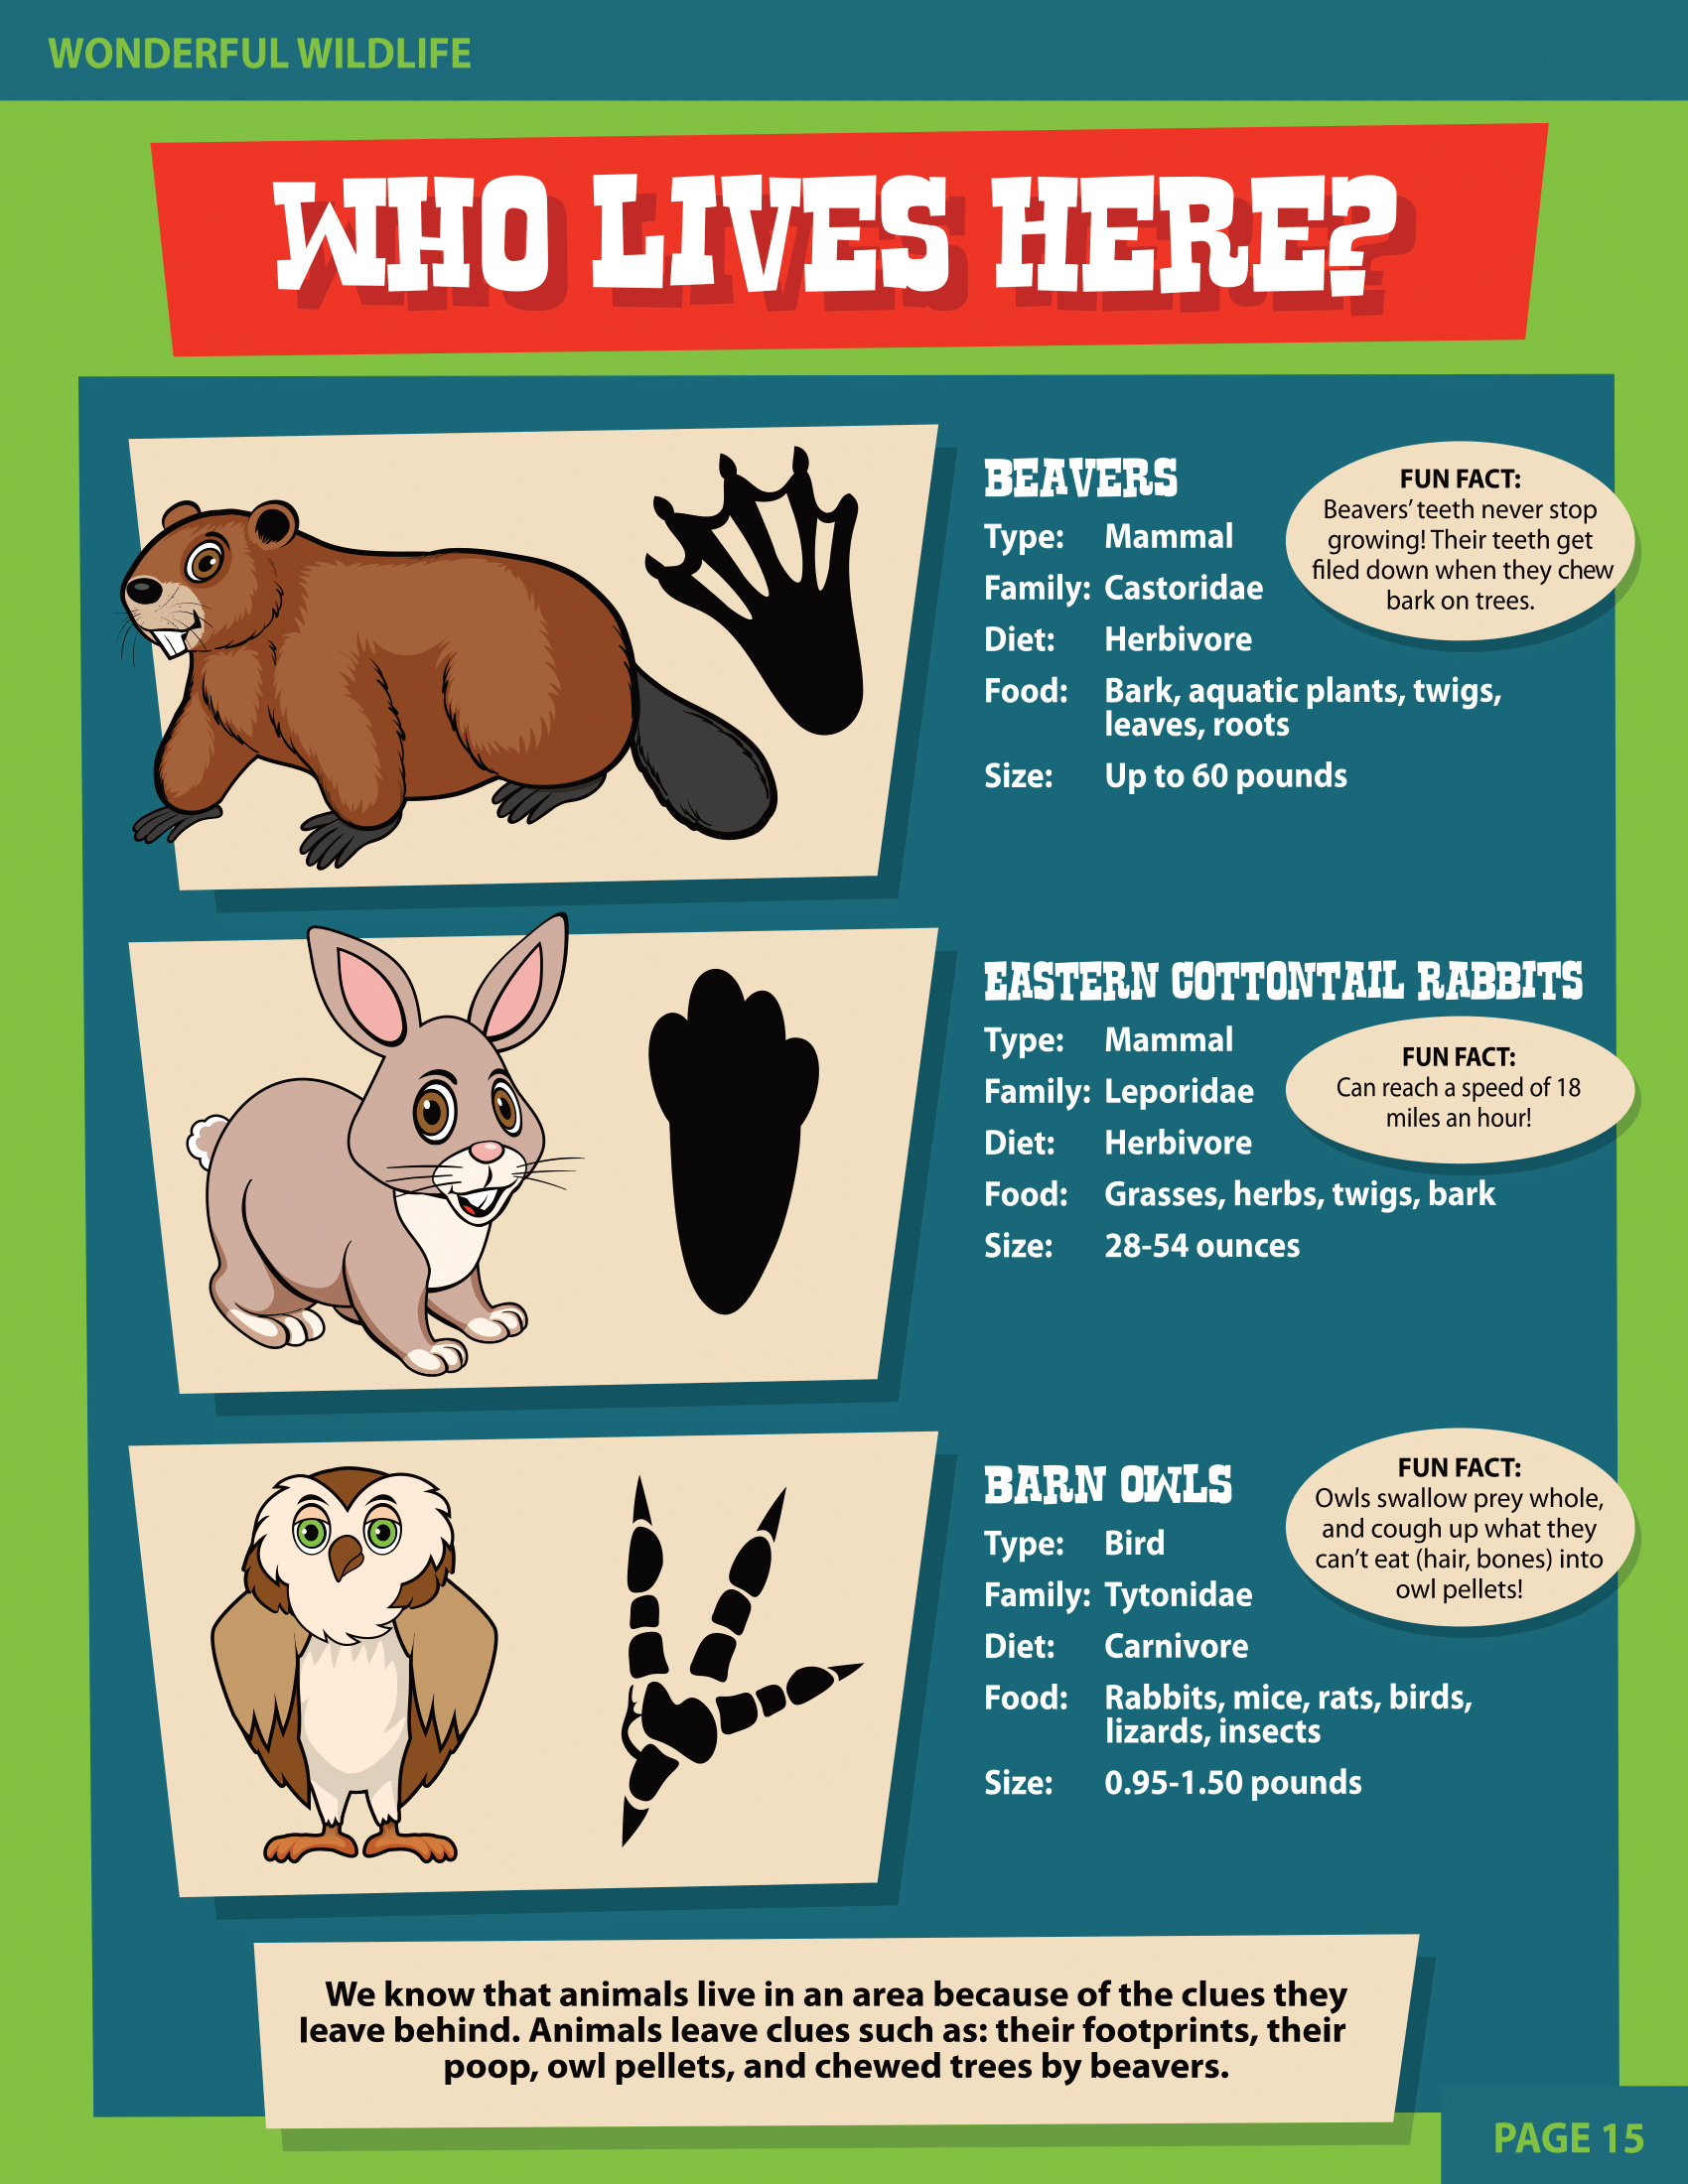 WONDERFUL WILDLIFE
WHO LIVES HERE?
BEAVERS
Type: Mammal
Family: Castoridae
Diet: Herbivore
Food: Bark, aquatic plants, twigs,
leaves, roots
Size: Up to 60 pounds
FUN FACT:
Beavers' teeth never stop
growing! Their teeth get
filed down when they chew
bark on trees.
EASTERN COTTONTAIL RABBITS
Type: Mammal
Family: Leporidae
Diet: Herbivore
Food: Grasses, herbs, twigs, bark
Size: 28-54 ounces
FUN FACT:
Can reach a speed of 18
miles an hour!
BARN OWLS
Type: Bird
Family: Tytonidae
Diet: Carnivore
Food: Rabbits, mice, rats, birds,
lizards, insects
Size: 0.95-1.50 pounds
FUN FACT:
Owls swallow prey whole,
and cough up what they
can't eat (hair, bones) into
owl pellets!
We know that animals live in an area because of the clues they
leave behind. Animals leave clues such as: their footprints, their
poop, owl pellets, and chewed trees by beavers.
PAGE 15